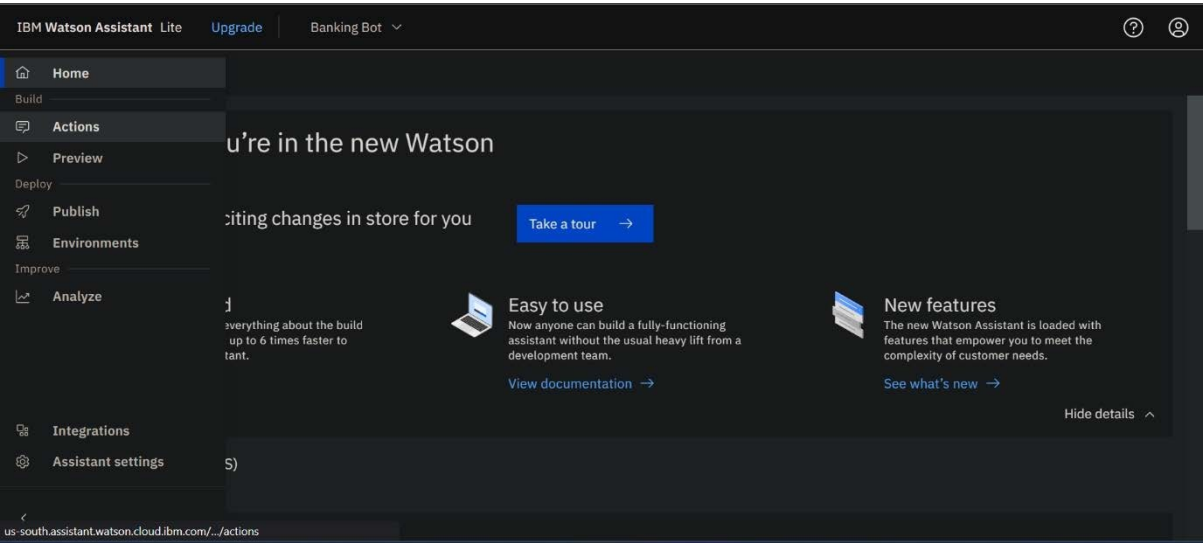 IBM Watson Assistant Lite Upgrade Banking Bot
Home
Build
Actions
Preview
Deploy
Publish
Environments
Improve
Analyze
Integrations
Assistant settings
u're in the new Watson
citing changes in store for you
Take a tour
d
everything about the build
up to 6 times faster to
tant.
Easy to use
Now anyone can build a fully-functioning
assistant without the usual heavy lift from a
development team.
View documentation
New features
The new Watson Assistant is loaded with
features that empower you to meet the
complexity of customer needs.
See what's new
Hide details
S)
us-south.assistant.watson.cloud.ibm.com/.../actions